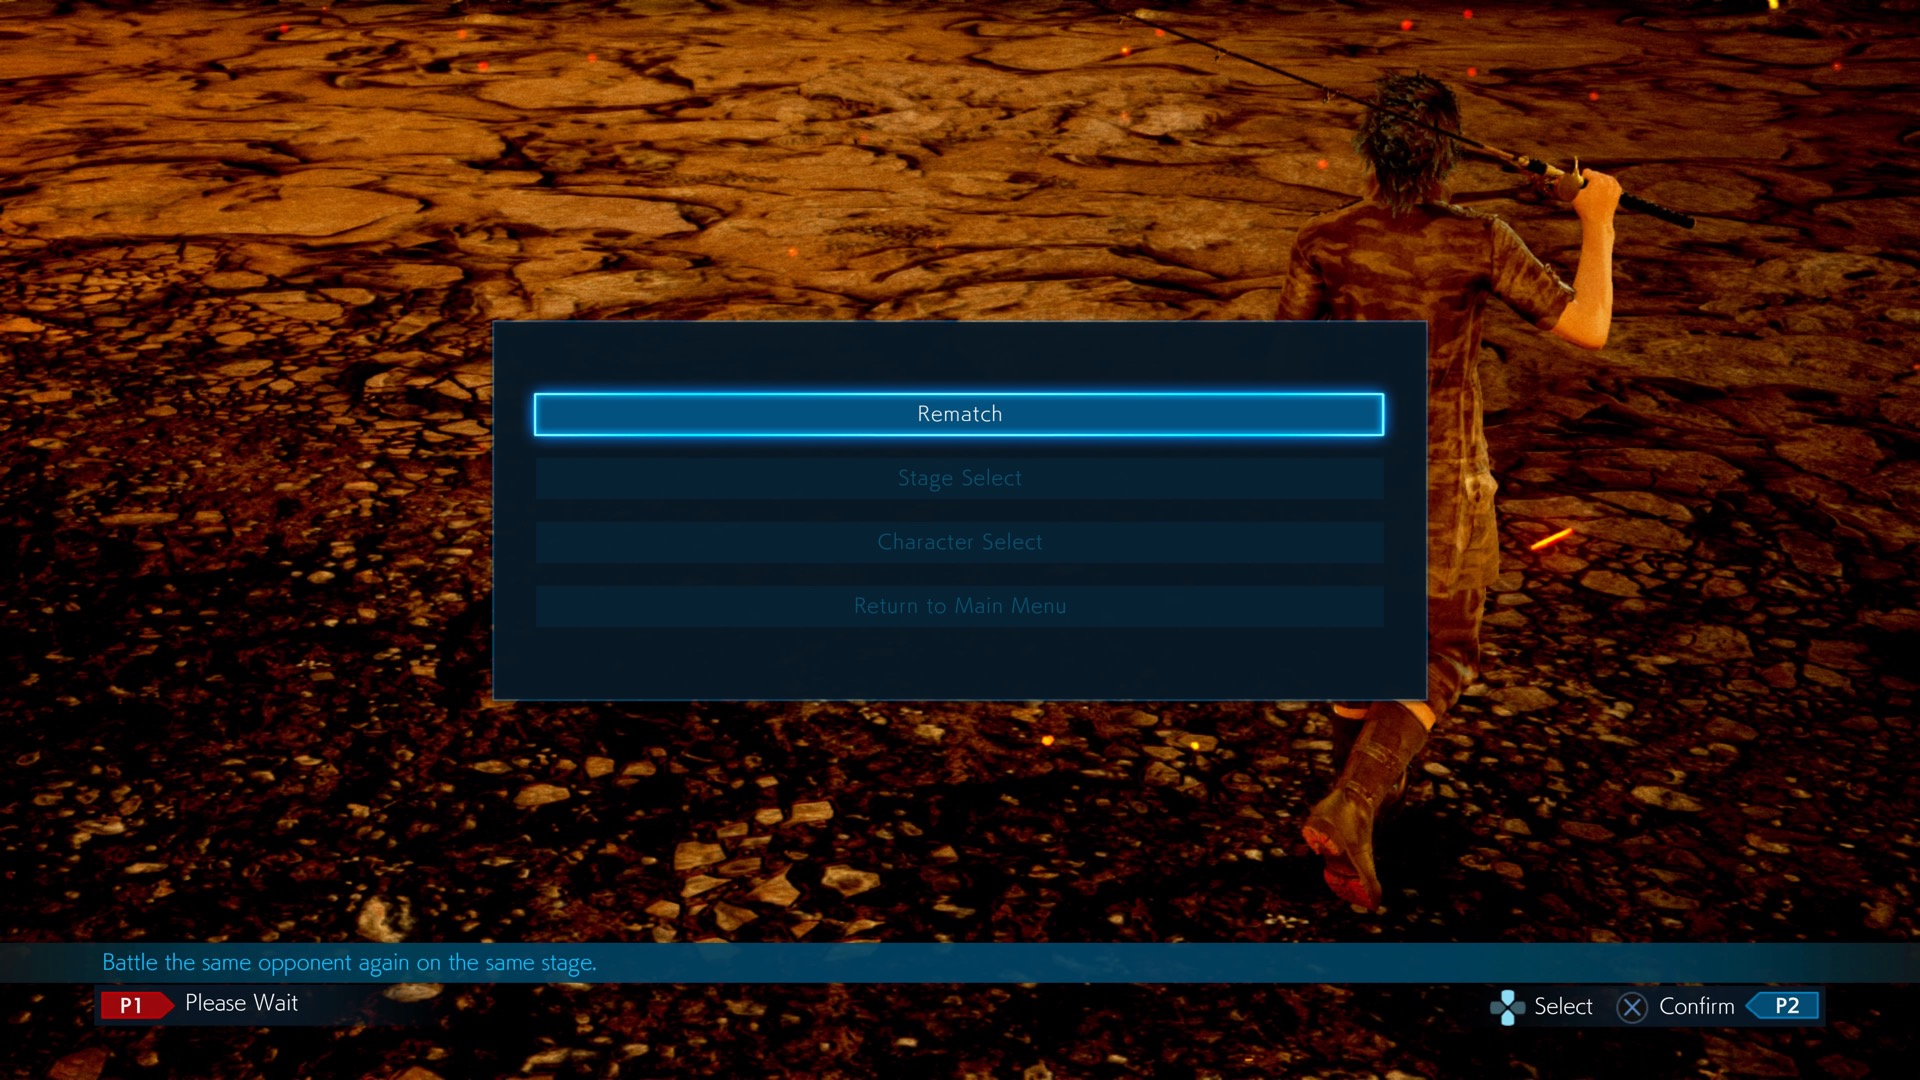 Rematch
Stage Select
Character Select
Return to Main Menu
Battle the same opponent again on the same stage.
P1 Please Wait
Select Confirm P2